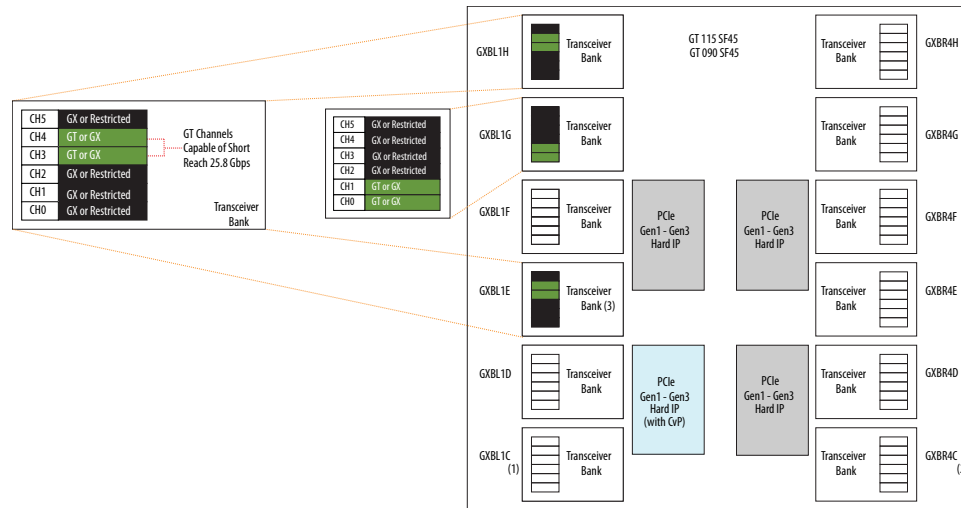 GXBL1H
Transceiver
Bank
GT 115 SF45
GT 090 SF45
Transceiver
Bank
GXBR4H
CH5 GX or Restricted
CH4 GT or GX
CH3 GT or GX
CH2 GX or Restricted
CH1 GX or Restricted
CH0 GX or Restricted
GT Channels
Capable of Short
Reach 25.8 Gbps
Transceiver
Bank
CH5 GX or Restricted
CH4 GX or Restricted
CH3 GX or Restricted
CH2 GX or Restricted
CH1 GT or GX
CH0 GT or GX
GXBL1G
Transceiver
Bank
Transceiver
Bank
GXBR4G
GXBL1F
Transceiver
Bank
PCIe
Gen1 - Gen3
Hard IP
PCIe
Gen1 - Gen3
Hard IP
Transceiver
Bank
GXBR4F
GXBL1E
Transceiver
Bank (3)
Transceiver
Bank
GXBR4E
GXBL1D
Transceiver
Bank
PCIe
Gen1 - Gen3
Hard IP
(with CvP)
PCIe
Gen1 - Gen3
Hard IP
Transceiver
Bank
GXBR4D
GXBL1C
(1)
Transceiver
Bank
Transceiver
Bank
GXBR4C